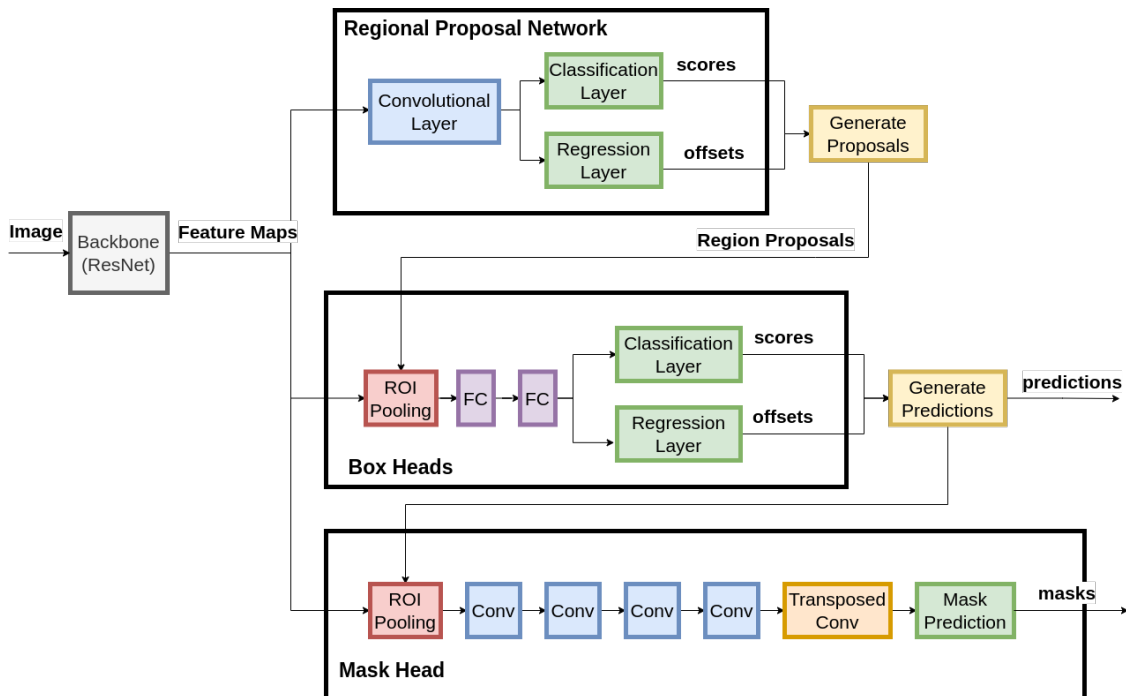 Regional Proposal Network
Convolutional
Layer
Classification
Layer
scores
Regression
Layer
offsets
Generate
Proposals
Image
Backbone
(ResNet)
Feature Maps
Region Proposals
ROI
Pooling
FC
FC
Classification
Layer
scores
Regression
Layer
offsets
Generate
Predictions
predictions
Box Heads
ROI
Pooling
Conv
Conv
Conv
Conv
Transposed
Conv
Mask
Prediction
masks
Mask Head